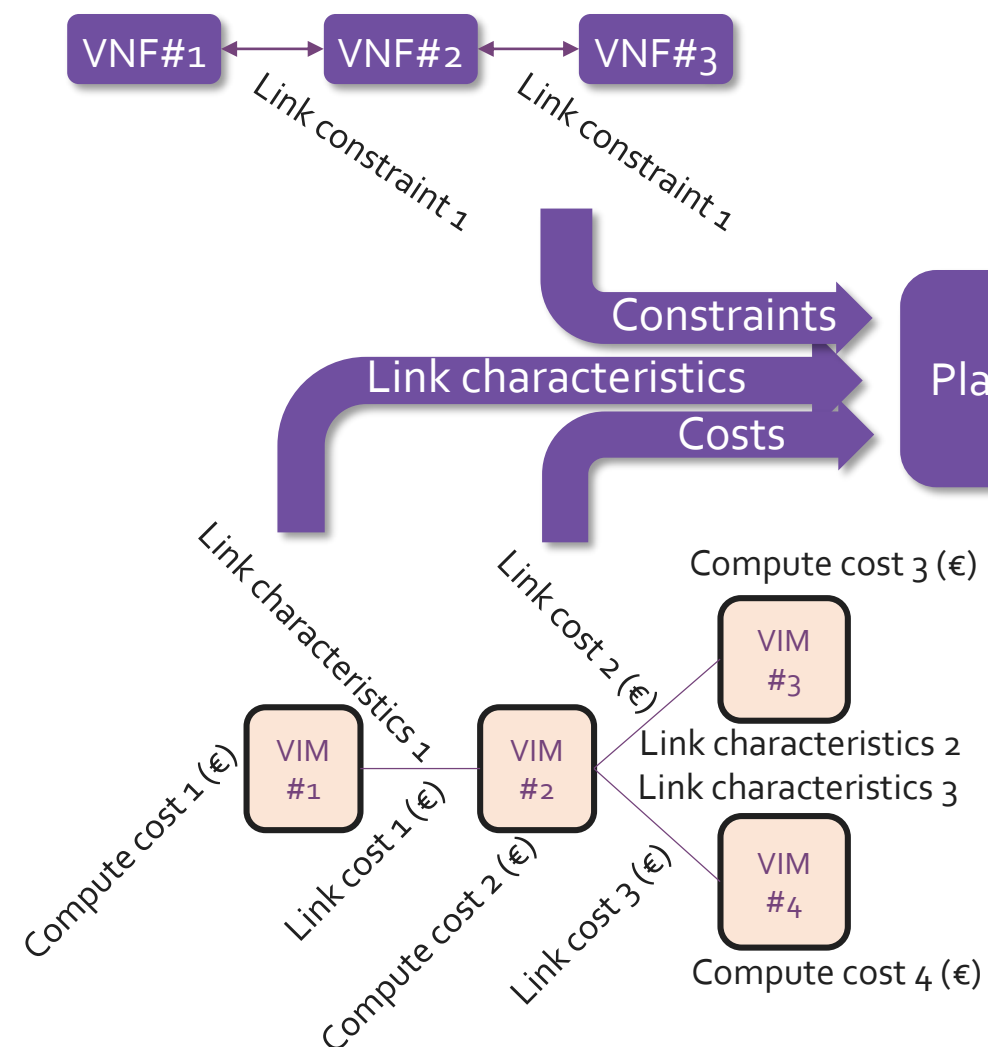 VNF#1
VNF#2
VNF#3
Link constraint 1
Link constraint 1
Constraints
Link characteristics
Costs
Pla
Link characteristics 1
Link cost 2 (€)
Compute cost 3 (€)
VIM
#3
VIM
#1
VIM
#2
Link characteristics 2
Link characteristics 3
Compute cost 1 (€)
Link cost 1 (€)
Compute cost 2 (€)
Link cost 3 (€)
VIM
#4
Compute cost 4 (€)